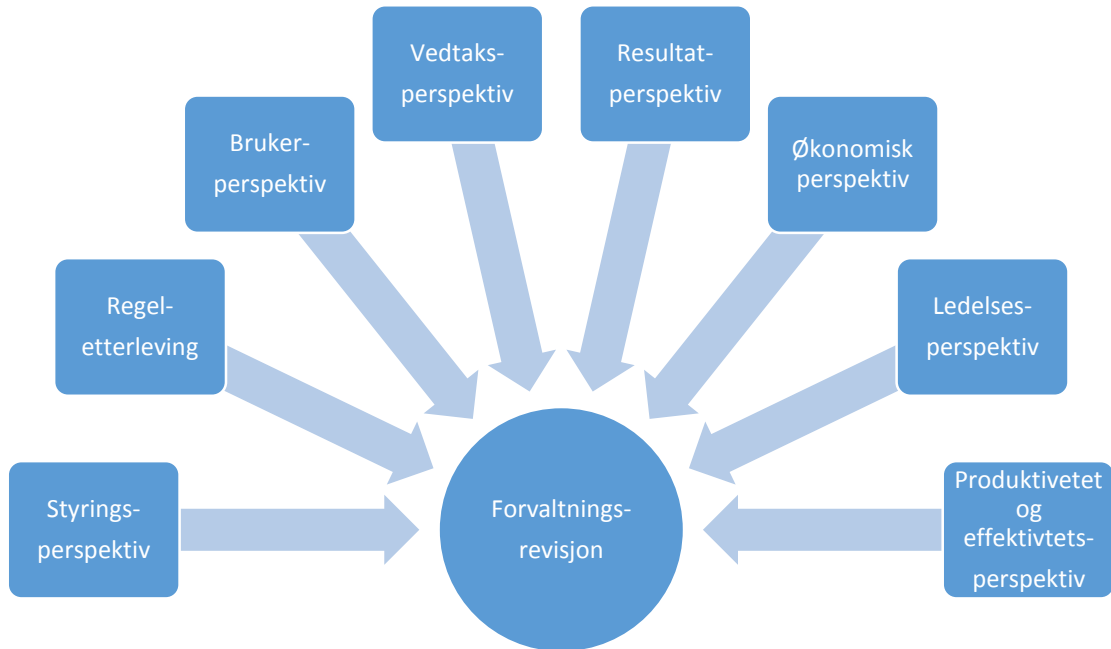 Vedtaks-
perspektiv
Resultat-
perspektiv
Bruker-
perspektiv
Økonomisk
perspektiv
Regel-
etterleving
Ledelses-
perspektiv
Styrings-
perspektiv
Forvaltnings-
revisjon
Produktivetet
og
effektivtets-
perspektiv